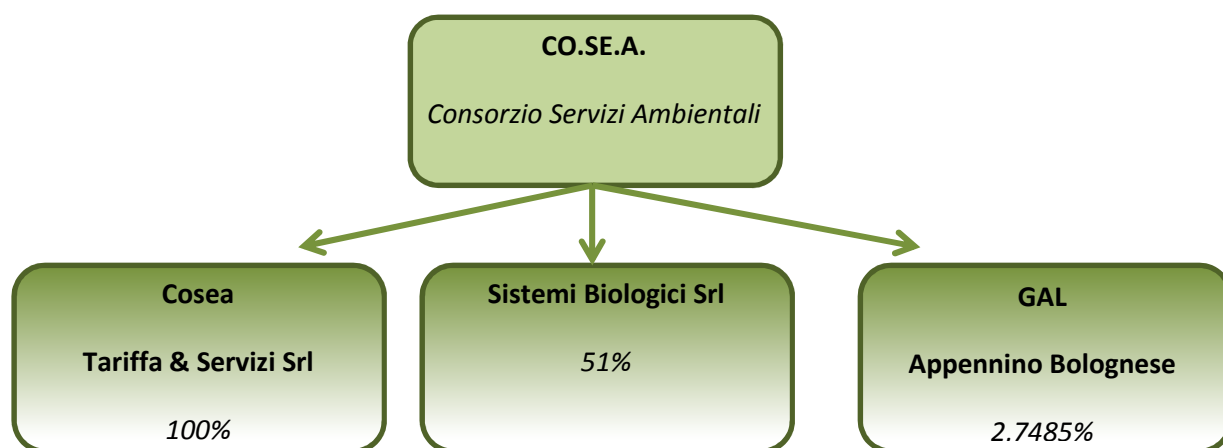 CO.SE.A.
Consorzio Servizi Ambientali
Cosea
Tariffa & Servizi Srl
100%
Sistemi Biologici Srl
51%
GAL
Appennino Bolognese
2.7485%